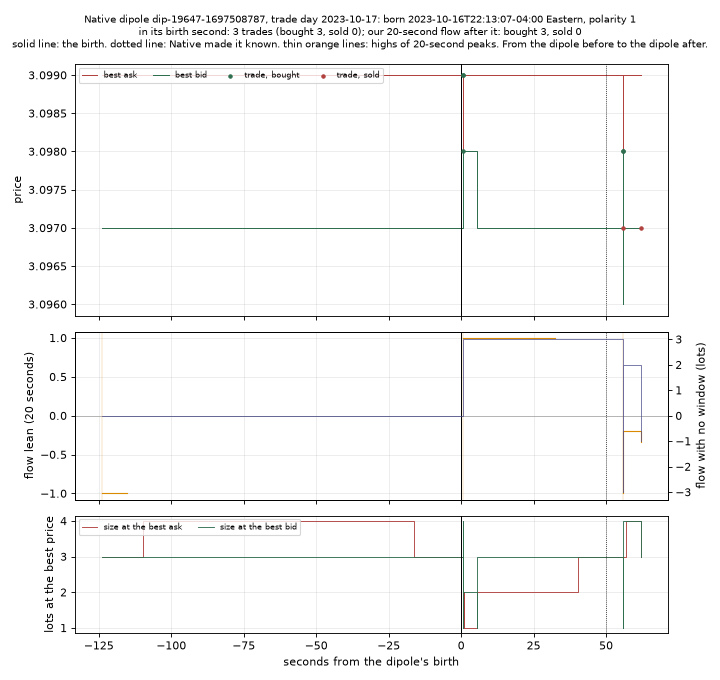 Native dipole dip-19647-1697508787, trade day 2023-10-17: born 2023-10-16T22:13:07-04:00 Eastern, polarity 1
in its birth second: 3 trades (bought 3, sold 0); our 20-second flow after it: bought 3, sold 0
solid line: the birth. dotted line: Native made it known. thin orange lines: highs of 20-second peaks. From the dipole before to the dipole after.
best ask best bid trade, bought trade, sold
3.0990
3.0985
3.0980
3.0975
3.0970
3.0965
3.0960
price
1.0
0.5
0.0
−0.5
−1.0
flow lean (20 seconds)
3
2
1
0
−1
−2
−3
flow with no window (lots)
size at the best ask size at the best bid
4
3
2
1
lots at the best price
−125 −100 −75 −50 −25 0 25 50
seconds from the dipole's birth